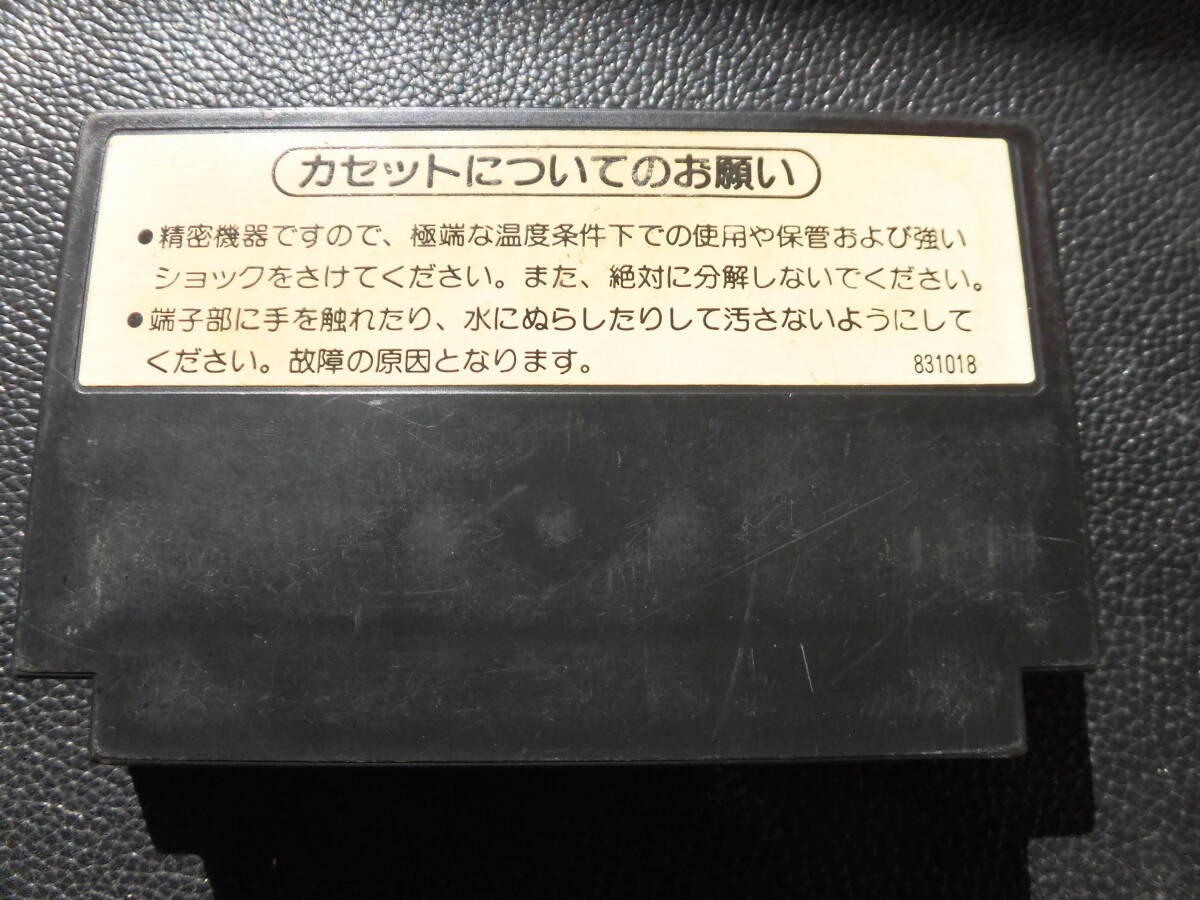 カセットについてのお願い
●精密機器ですので、極端な温度条件下での使用や保管および強い
ショックをさけてください。また、絶対に分解しないでください。
●端子部に手を触れたり、水にぬらしたりして汚さないようにして
ください。故障の原因となります。 831018